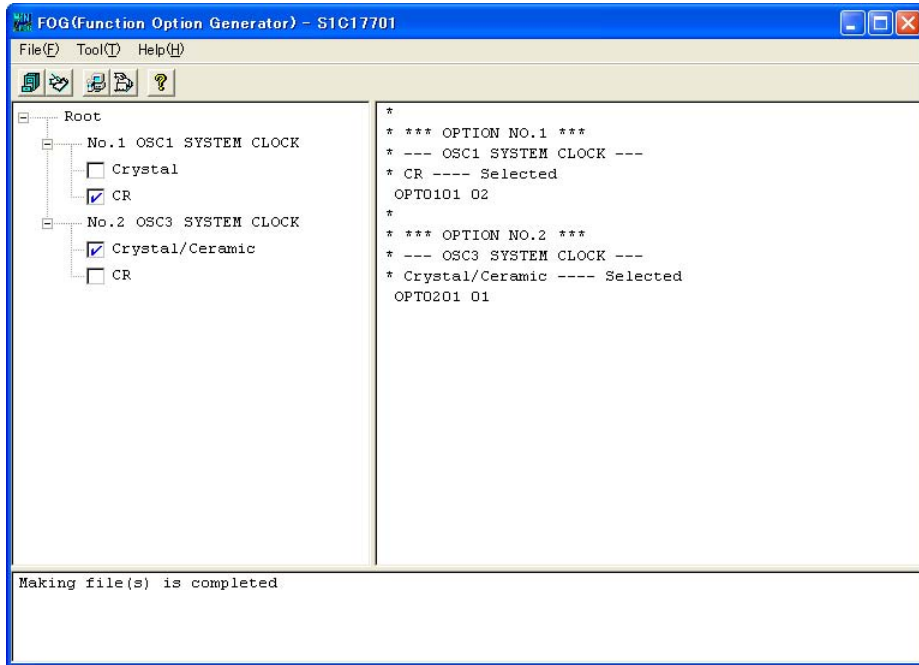 FOG(Function Option Generator) - S1C17701
File(F) Tool(T) Help(H)
Root
No.1 OSC1 SYSTEM CLOCK
Crystal
CR
No.2 OSC3 SYSTEM CLOCK
Crystal/Ceramic
CR
*
* *** OPTION NO.1 ***
* --- OSC1 SYSTEM CLOCK ---
* CR ---- Selected
OPT0101 02
*
* *** OPTION NO.2 ***
* --- OSC3 SYSTEM CLOCK ---
* Crystal/Ceramic ---- Selected
OPT0201 01
Making file(s) is completed